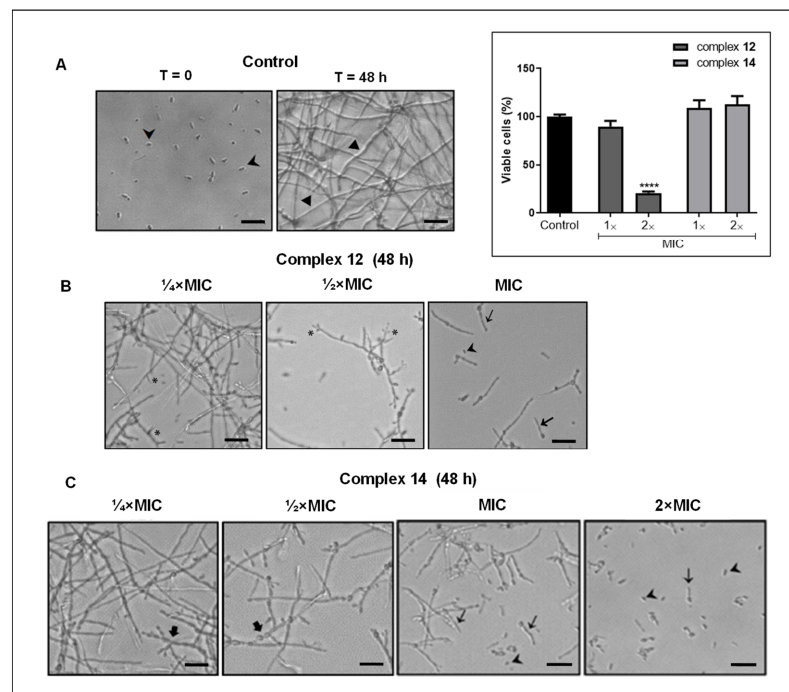 A
Control
T = 0
T = 48 h
complex 12
complex 14
Viable cells (%)
150
100
50
0
****
Control
1×
2×
1×
2×
MIC
Complex 12 (48 h)
B
¼×MIC
½×MIC
MIC
*
*
*
*
C
Complex 14 (48 h)
¼×MIC
½×MIC
MIC
2×MIC